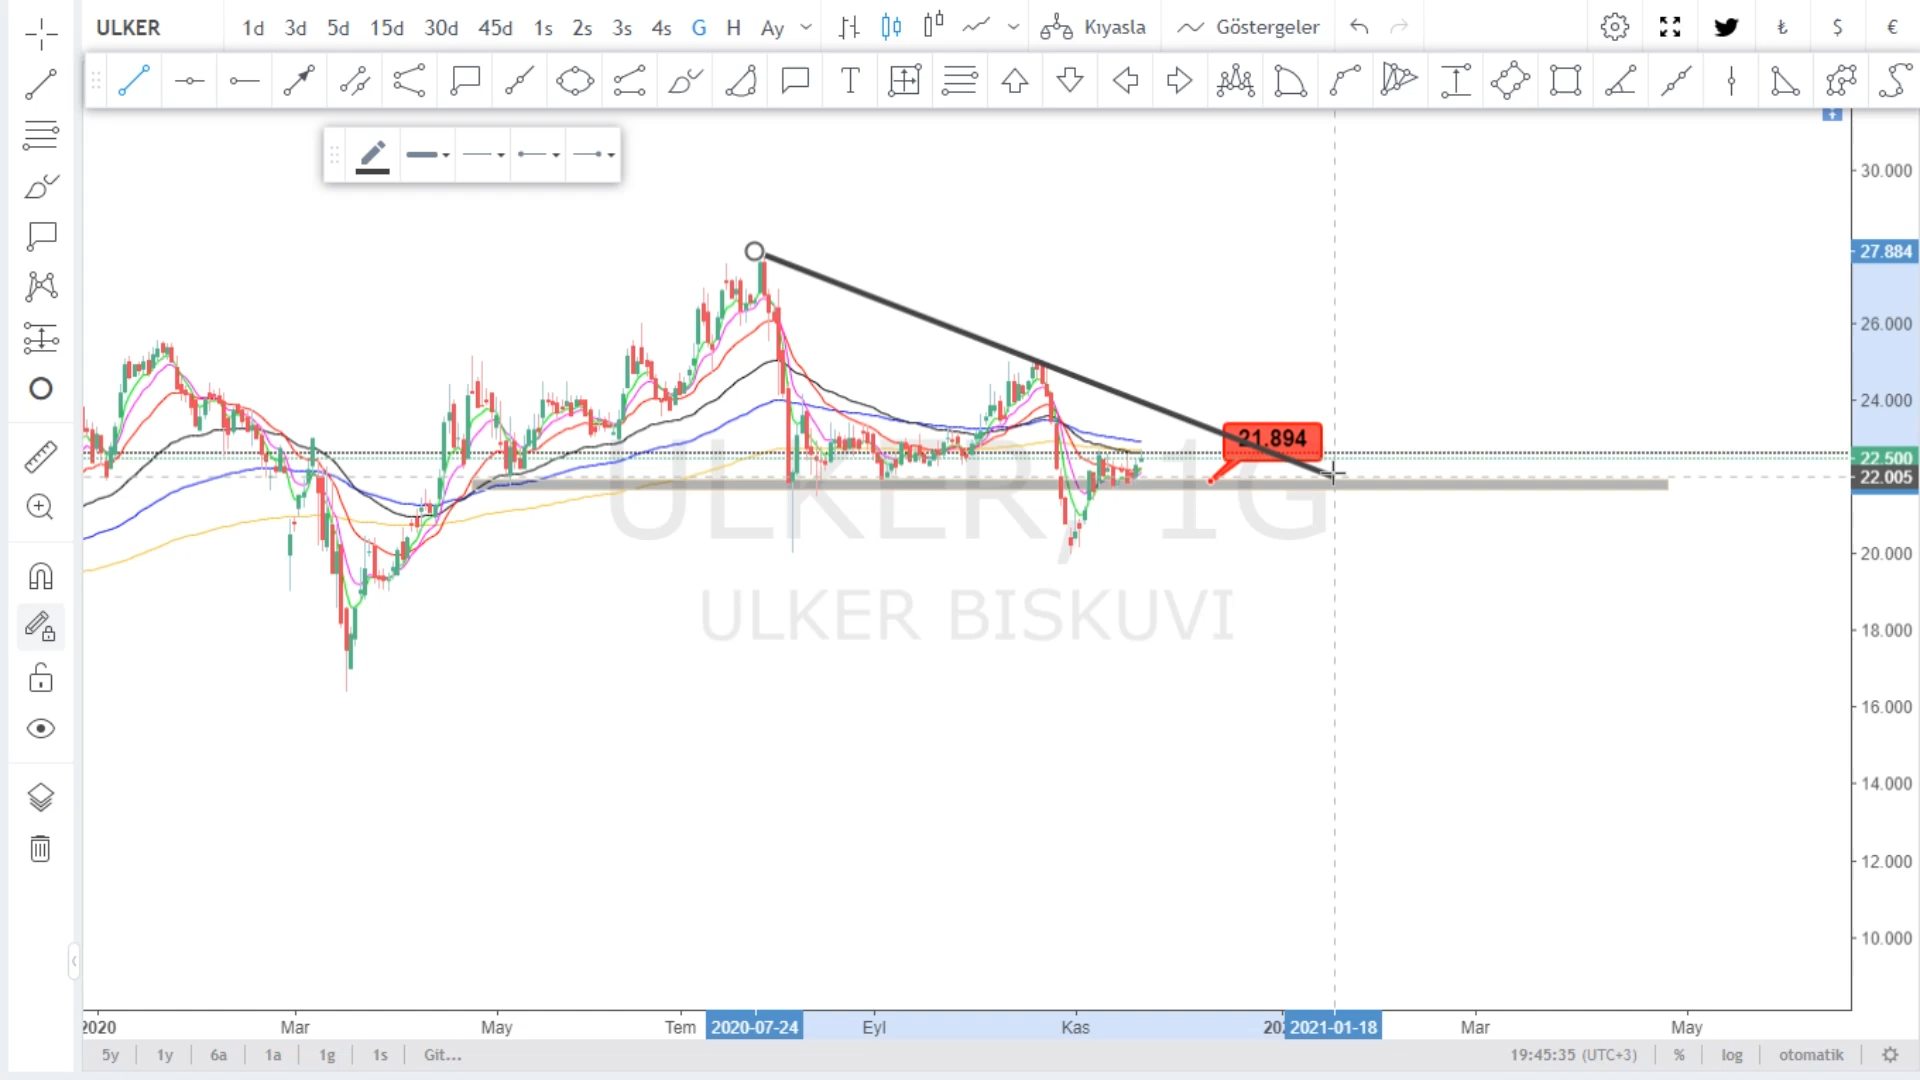 ULKER 1d 3d 5d 15d 30d 45d 1s 2s 3s 4s G H Ay Kıyasla Göstergeler ₺ $ €
T
30.000
27.884
26.000
24.000
21.894
22.500
22.005
20.000
18.000
16.000
14.000
12.000
10.000
ULKER, 1G
ULKER BISKUVI
2020 Mar May Tem 2020-07-24 Eyl Kas 202 2021-01-18 Mar May
5y 1y 6a 1a 1g 1s Git... 19:45:35 (UTC+3) % log otomatik